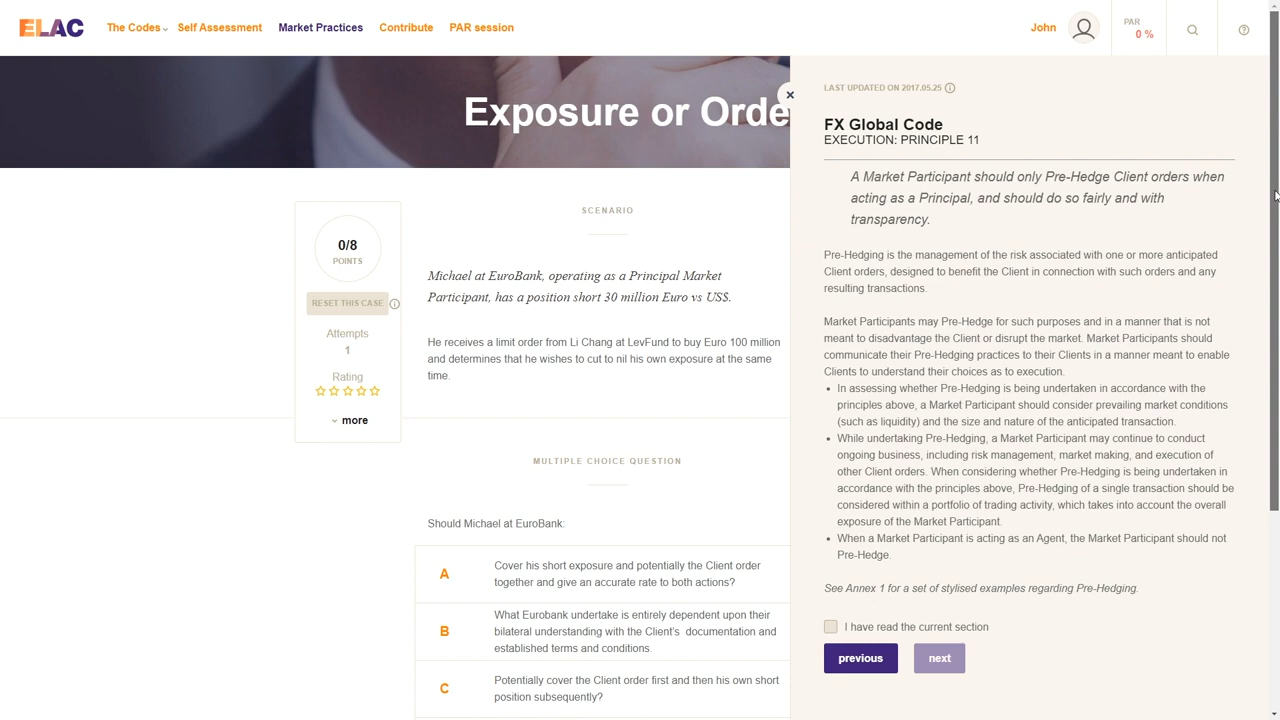 ELAC
The Codes
Self Assessment
Market Practices
Contribute
PAR session
John
PAR
0 %
Exposure or Orde
0/8
POINTS
RESET THIS CASE
Attempts
1
Rating
more
SCENARIO
Michael at EuroBank, operating as a Principal Market
Participant, has a position short 30 million Euro vs US$.
He receives a limit order from Li Chang at LevFund to buy Euro 100 million
and determines that he wishes to cut to nil his own exposure at the same
time.
MULTIPLE CHOICE QUESTION
Should Michael at EuroBank:
A
Cover his short exposure and potentially the Client order
together and give an accurate rate to both actions?
B
What Eurobank undertake is entirely dependent upon their
bilateral understanding with the Client's documentation and
established terms and conditions.
C
Potentially cover the Client order first and then his own short
position subsequently?
LAST UPDATED ON 2017.05.25
FX Global Code
EXECUTION: PRINCIPLE 11
A Market Participant should only Pre-Hedge Client orders when
acting as a Principal, and should do so fairly and with
transparency.
Pre-Hedging is the management of the risk associated with one or more anticipated
Client orders, designed to benefit the Client in connection with such orders and any
resulting transactions.
Market Participants may Pre-Hedge for such purposes and in a manner that is not
meant to disadvantage the Client or disrupt the market. Market Participants should
communicate their Pre-Hedging practices to their Clients in a manner meant to enable
Clients to understand their choices as to execution.
• In assessing whether Pre-Hedging is being undertaken in accordance with the
principles above, a Market Participant should consider prevailing market conditions
(such as liquidity) and the size and nature of the anticipated transaction.
• While undertaking Pre-Hedging, a Market Participant may continue to conduct
ongoing business, including risk management, market making, and execution of
other Client orders. When considering whether Pre-Hedging is being undertaken in
accordance with the principles above, Pre-Hedging of a single transaction should be
considered within a portfolio of trading activity, which takes into account the overall
exposure of the Market Participant.
• When a Market Participant is acting as an Agent, the Market Participant should not
Pre-Hedge.
See Annex 1 for a set of stylised examples regarding Pre-Hedging.
I have read the current section
previous
next